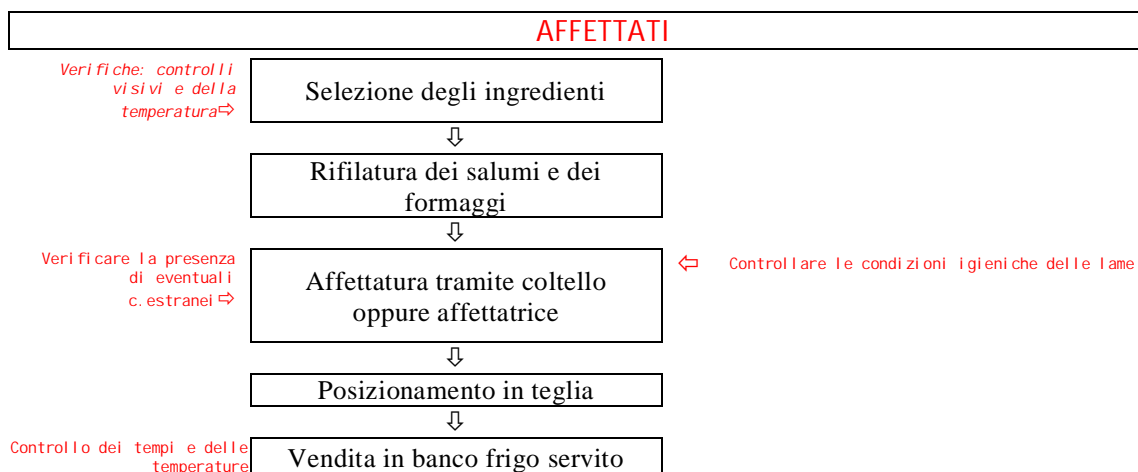 AFFETTATI
Verifiche: controlli
visivi e della
temperatura⇨
Selezione degli ingredienti
⇩
Rifilatura dei salumi e dei
formaggi
⇩
Verificare la presenza
di eventuali
c.estranei⇨
Affettatura tramite coltello
oppure affettatrice
⇦ Controllare le condizioni igieniche delle lame
⇩
Posizionamento in teglia
⇩
Controllo dei tempi e delle
temperature
Vendita in banco frigo servito